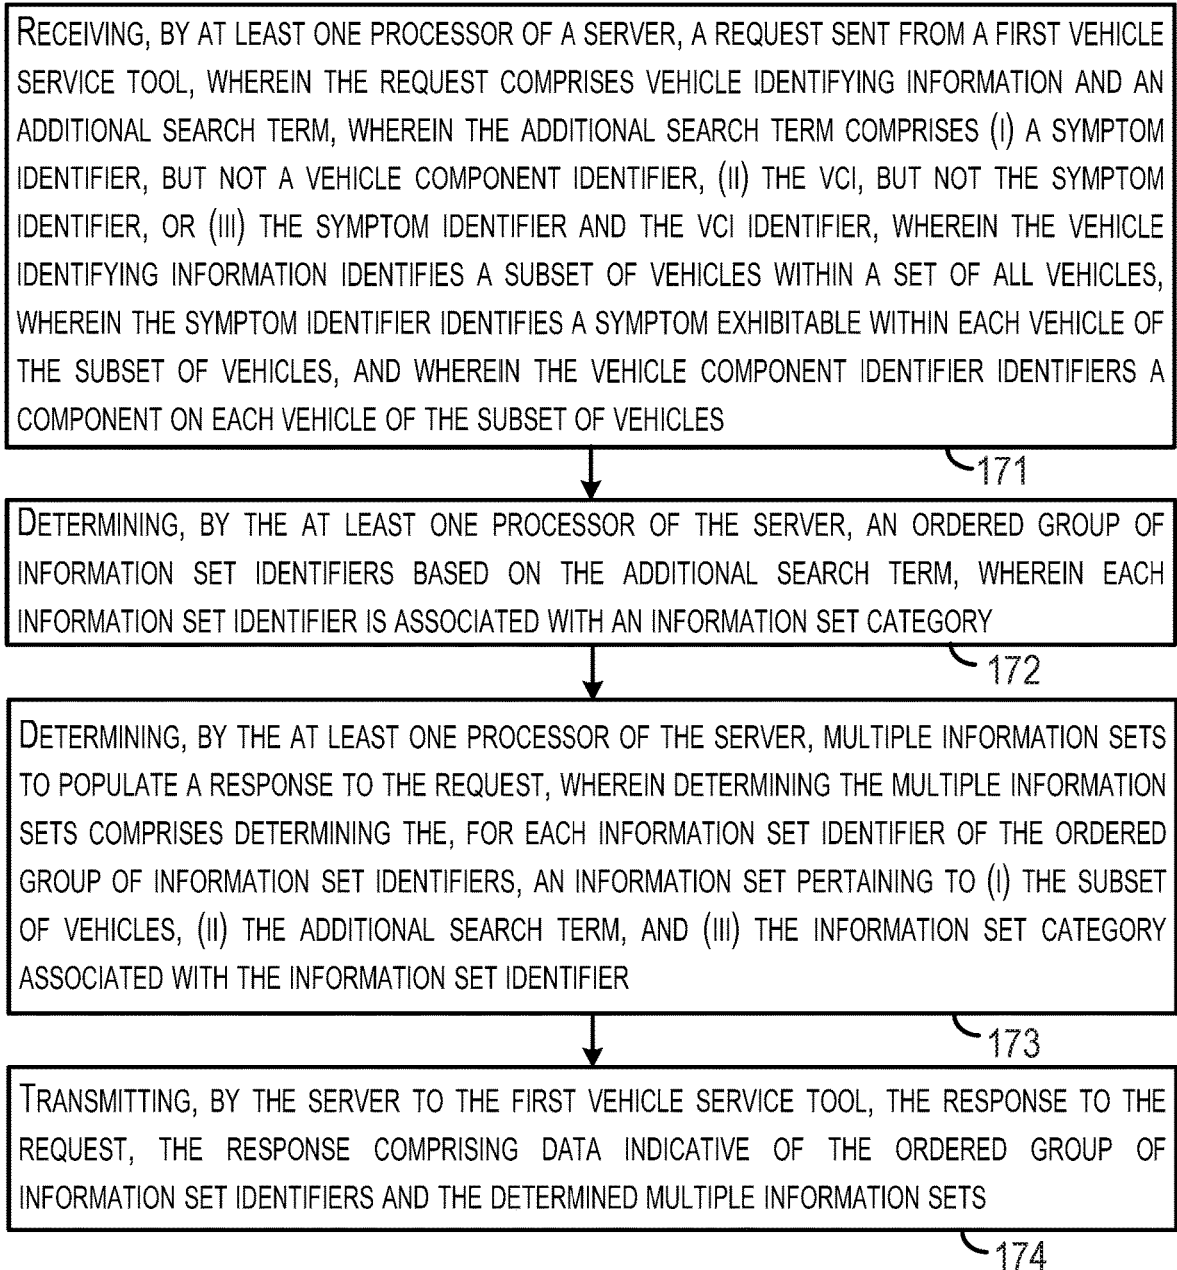 RECEIVING, BY AT LEAST ONE PROCESSOR OF A SERVER, A REQUEST SENT FROM A FIRST VEHICLE
SERVICE TOOL, WHEREIN THE REQUEST COMPRISES VEHICLE IDENTIFYING INFORMATION AND AN
ADDITIONAL SEARCH TERM, WHEREIN THE ADDITIONAL SEARCH TERM COMPRISES (I) A SYMPTOM
IDENTIFIER, BUT NOT A VEHICLE COMPONENT IDENTIFIER, (II) THE VCI, BUT NOT THE SYMPTOM
IDENTIFIER, OR (III) THE SYMPTOM IDENTIFIER AND THE VCI IDENTIFIER, WHEREIN THE VEHICLE
IDENTIFYING INFORMATION IDENTIFIES A SUBSET OF VEHICLES WITHIN A SET OF ALL VEHICLES,
WHEREIN THE SYMPTOM IDENTIFIER IDENTIFIES A SYMPTOM EXHIBITABLE WITHIN EACH VEHICLE OF
THE SUBSET OF VEHICLES, AND WHEREIN THE VEHICLE COMPONENT IDENTIFIER IDENTIFIERS A
COMPONENT ON EACH VEHICLE OF THE SUBSET OF VEHICLES
171
DETERMINING, BY THE AT LEAST ONE PROCESSOR OF THE SERVER, AN ORDERED GROUP OF
INFORMATION SET IDENTIFIERS BASED ON THE ADDITIONAL SEARCH TERM, WHEREIN EACH
INFORMATION SET IDENTIFIER IS ASSOCIATED WITH AN INFORMATION SET CATEGORY
172
DETERMINING, BY THE AT LEAST ONE PROCESSOR OF THE SERVER, MULTIPLE INFORMATION SETS
TO POPULATE A RESPONSE TO THE REQUEST, WHEREIN DETERMINING THE MULTIPLE INFORMATION
SETS COMPRISES DETERMINING THE, FOR EACH INFORMATION SET IDENTIFIER OF THE ORDERED
GROUP OF INFORMATION SET IDENTIFIERS, AN INFORMATION SET PERTAINING TO (I) THE SUBSET
OF VEHICLES, (II) THE ADDITIONAL SEARCH TERM, AND (III) THE INFORMATION SET CATEGORY
ASSOCIATED WITH THE INFORMATION SET IDENTIFIER
173
TRANSMITTING, BY THE SERVER TO THE FIRST VEHICLE SERVICE TOOL, THE RESPONSE TO THE
REQUEST, THE RESPONSE COMPRISING DATA INDICATIVE OF THE ORDERED GROUP OF
INFORMATION SET IDENTIFIERS AND THE DETERMINED MULTIPLE INFORMATION SETS
174